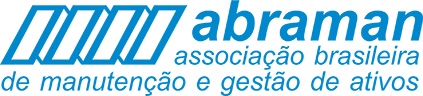 abraman
associação brasileira
de manutenção e gestão de ativos